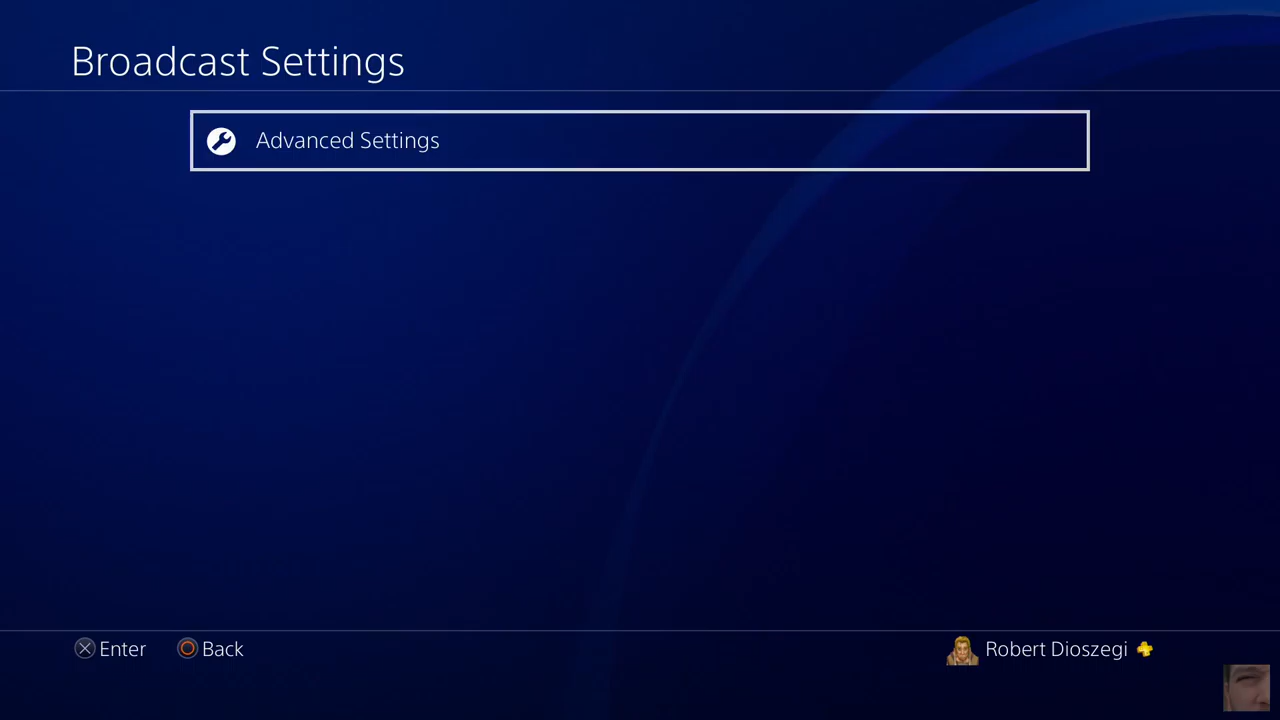 Broadcast Settings
Advanced Settings
Enter
Back
Robert Dioszegi